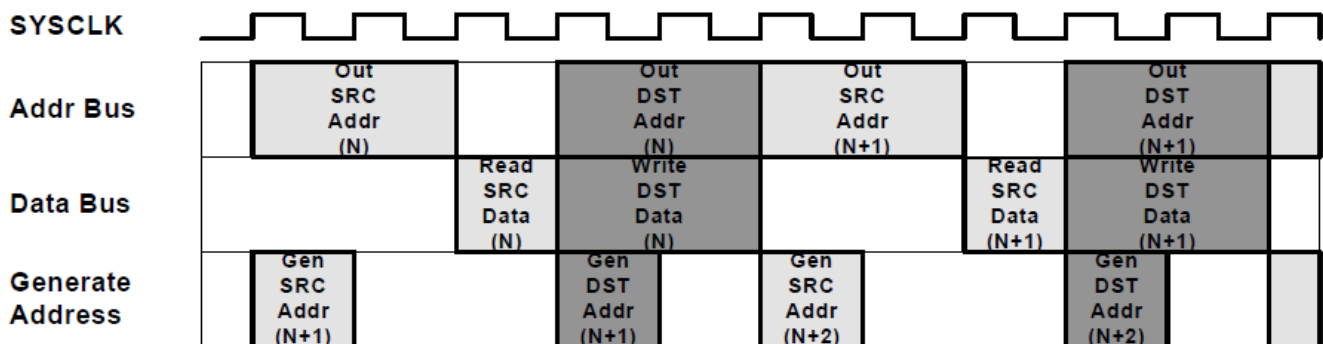 SYSCLK
Addr Bus
Out
SRC
Addr
(N)
Out
DST
Addr
(N)
Out
SRC
Addr
(N+1)
Out
DST
Addr
(N+1)
Data Bus
Read
SRC
Data
(N)
Write
DST
Data
(N)
Read
SRC
Data
(N+1)
Write
DST
Data
(N+1)
Generate
Address
Gen
SRC
Addr
(N+1)
Gen
DST
Addr
(N+1)
Gen
SRC
Addr
(N+2)
Gen
DST
Addr
(N+2)